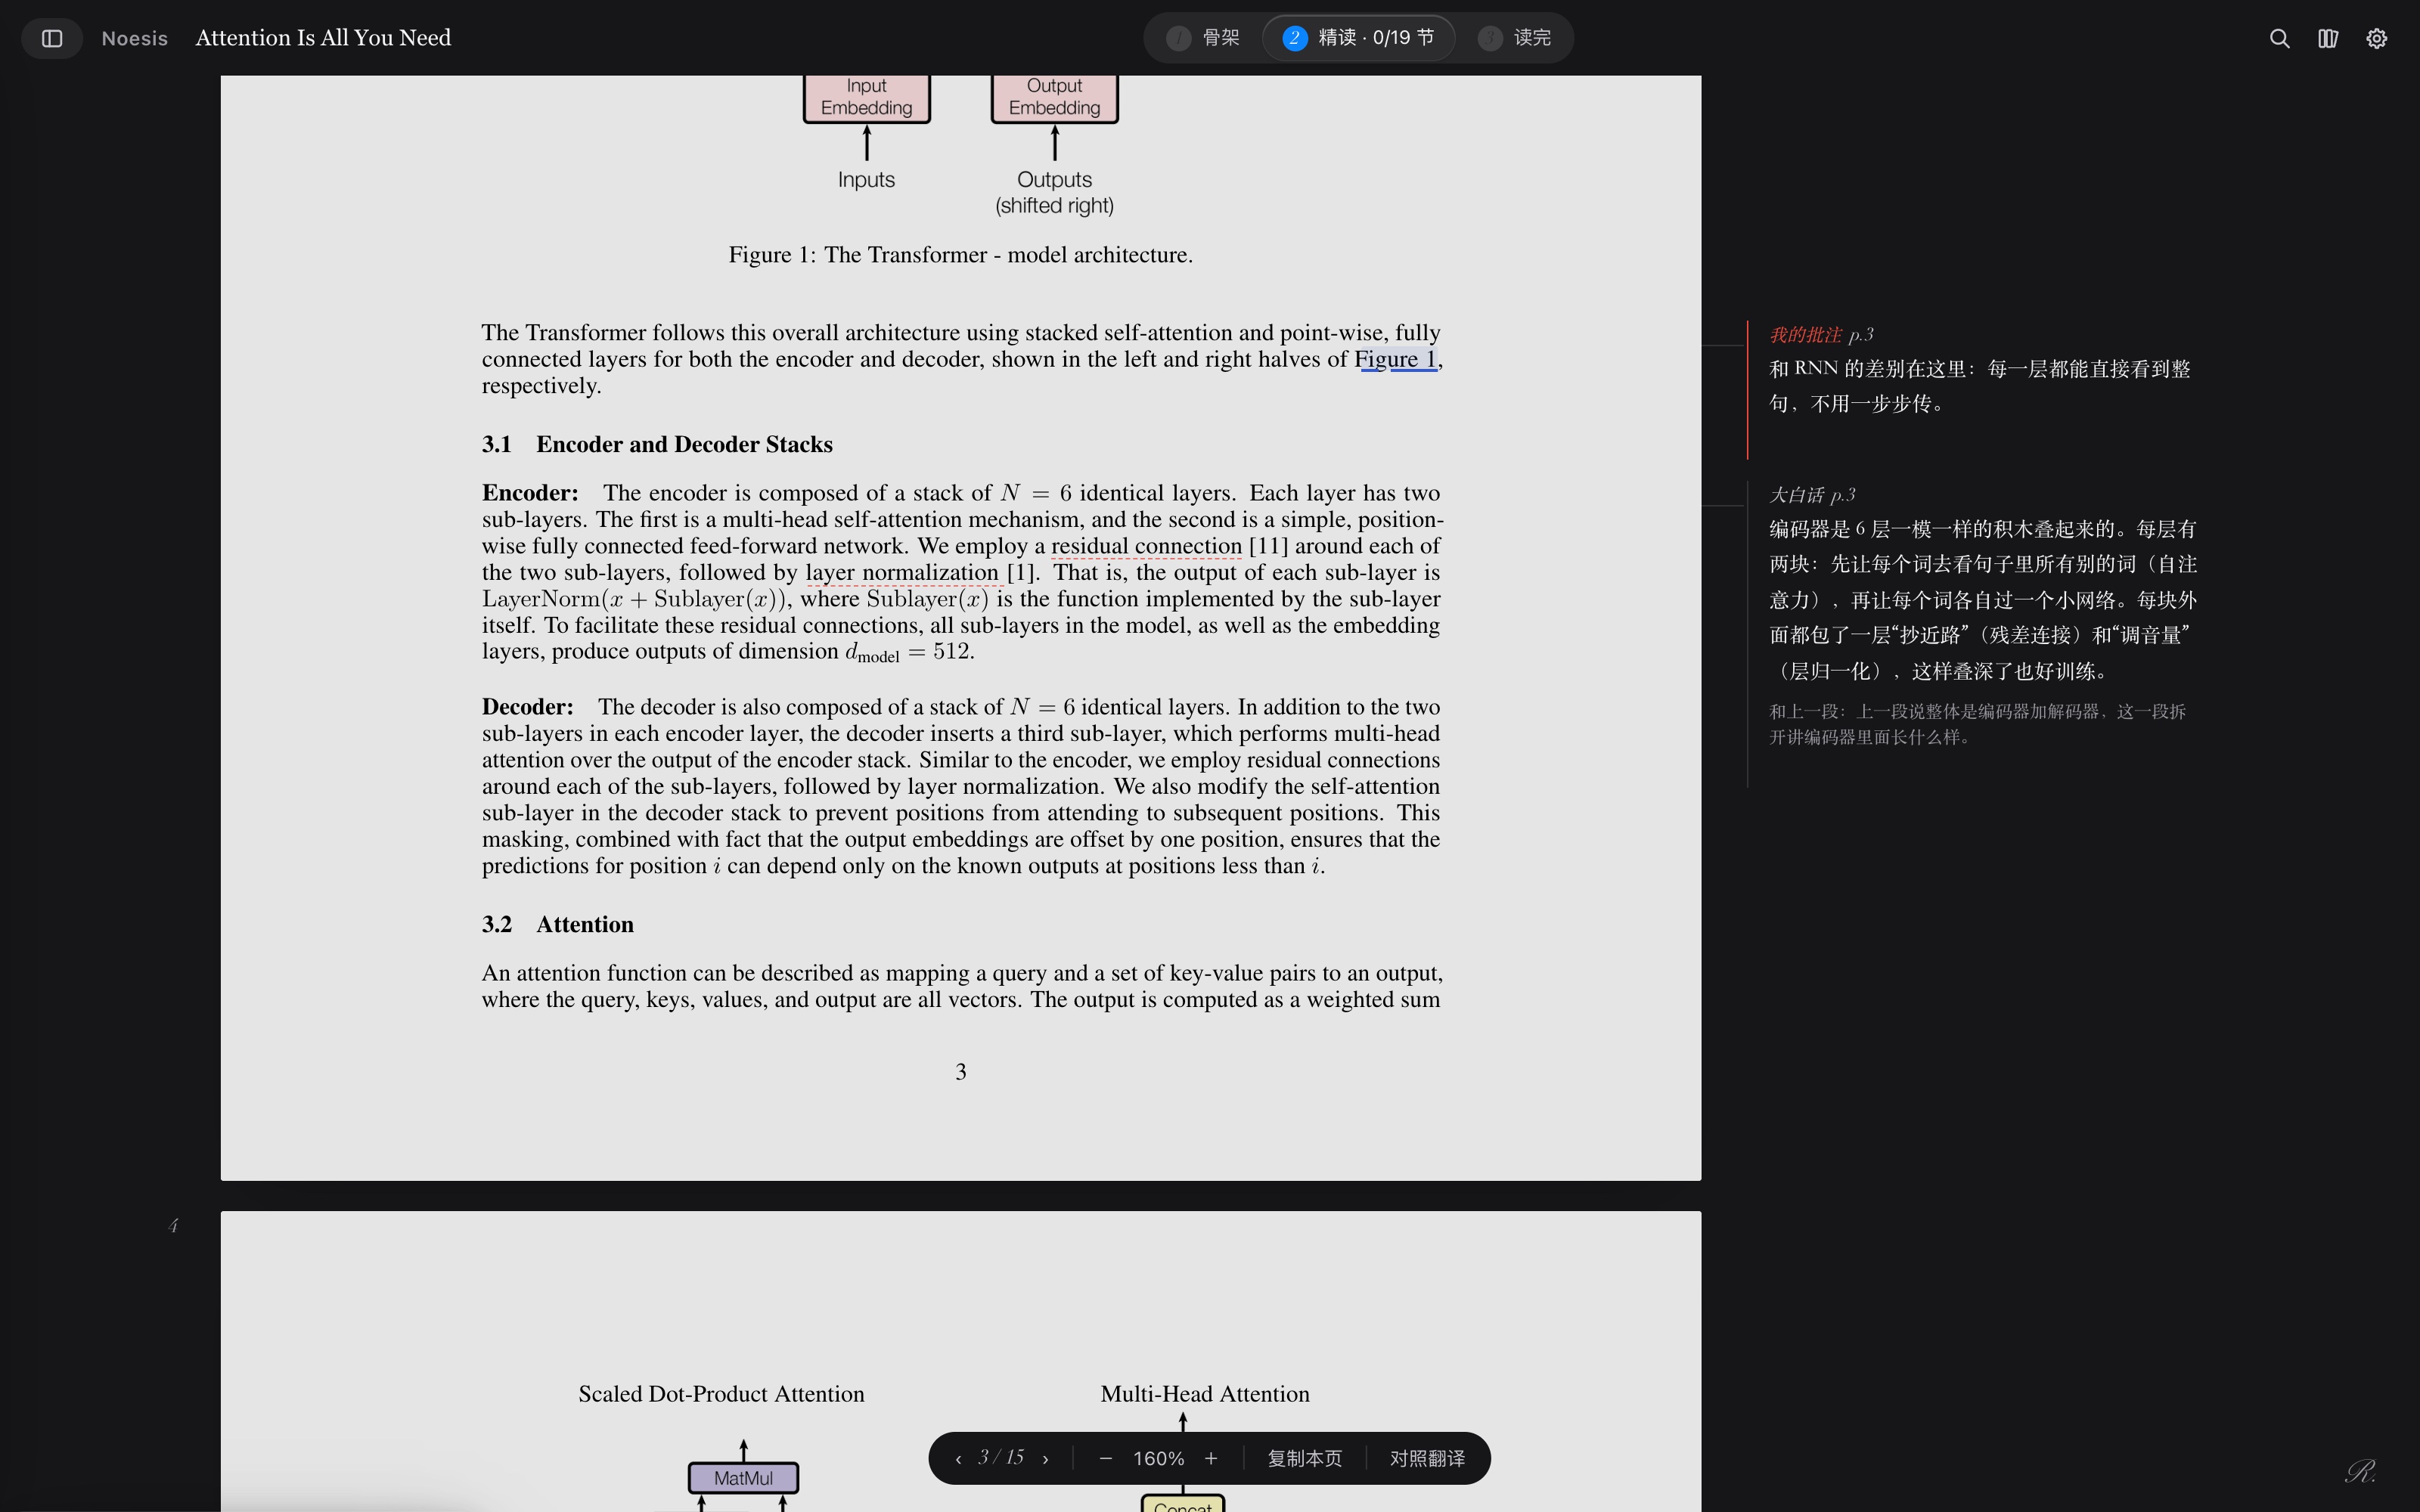 Noesis Attention Is All You Need
1 骨架 2 精读 · 0/19 节 3 读完
Input
Embedding
Output
Embedding
Inputs
Outputs
(shifted right)
Figure 1: The Transformer - model architecture.
The Transformer follows this overall architecture using stacked self-attention and point-wise, fully
connected layers for both the encoder and decoder, shown in the left and right halves of Figure 1,
respectively.
3.1 Encoder and Decoder Stacks
Encoder: The encoder is composed of a stack of N = 6 identical layers. Each layer has two
sub-layers. The first is a multi-head self-attention mechanism, and the second is a simple, position-
wise fully connected feed-forward network. We employ a residual connection [11] around each of
the two sub-layers, followed by layer normalization [1]. That is, the output of each sub-layer is
LayerNorm(x + Sublayer(x)), where Sublayer(x) is the function implemented by the sub-layer
itself. To facilitate these residual connections, all sub-layers in the model, as well as the embedding
layers, produce outputs of dimension d_model = 512.
Decoder: The decoder is also composed of a stack of N = 6 identical layers. In addition to the two
sub-layers in each encoder layer, the decoder inserts a third sub-layer, which performs multi-head
attention over the output of the encoder stack. Similar to the encoder, we employ residual connections
around each of the sub-layers, followed by layer normalization. We also modify the self-attention
sub-layer in the decoder stack to prevent positions from attending to subsequent positions. This
masking, combined with fact that the output embeddings are offset by one position, ensures that the
predictions for position i can depend only on the known outputs at positions less than i.
3.2 Attention
An attention function can be described as mapping a query and a set of key-value pairs to an output,
where the query, keys, values, and output are all vectors. The output is computed as a weighted sum
3
我的批注 p.3
和 RNN 的差别在这里：每一层都能直接看到整
句，不用一步步传。
大白话 p.3
编码器是 6 层一模一样的积木叠起来的。每层有
两块：先让每个词去看句子里所有别的词（自注
意力），再让每个词各自过一个小网络。每块外
面都包了一层“抄近路”（残差连接）和“调音量”
（层归一化），这样叠深了也好训练。
和上一段：上一段说整体是编码器加解码器，这一段拆
开讲编码器里面长什么样。
4
Scaled Dot-Product Attention
Multi-Head Attention
MatMul
Concat
‹ 3 / 15 › − 160% + 复制本页 对照翻译
R.